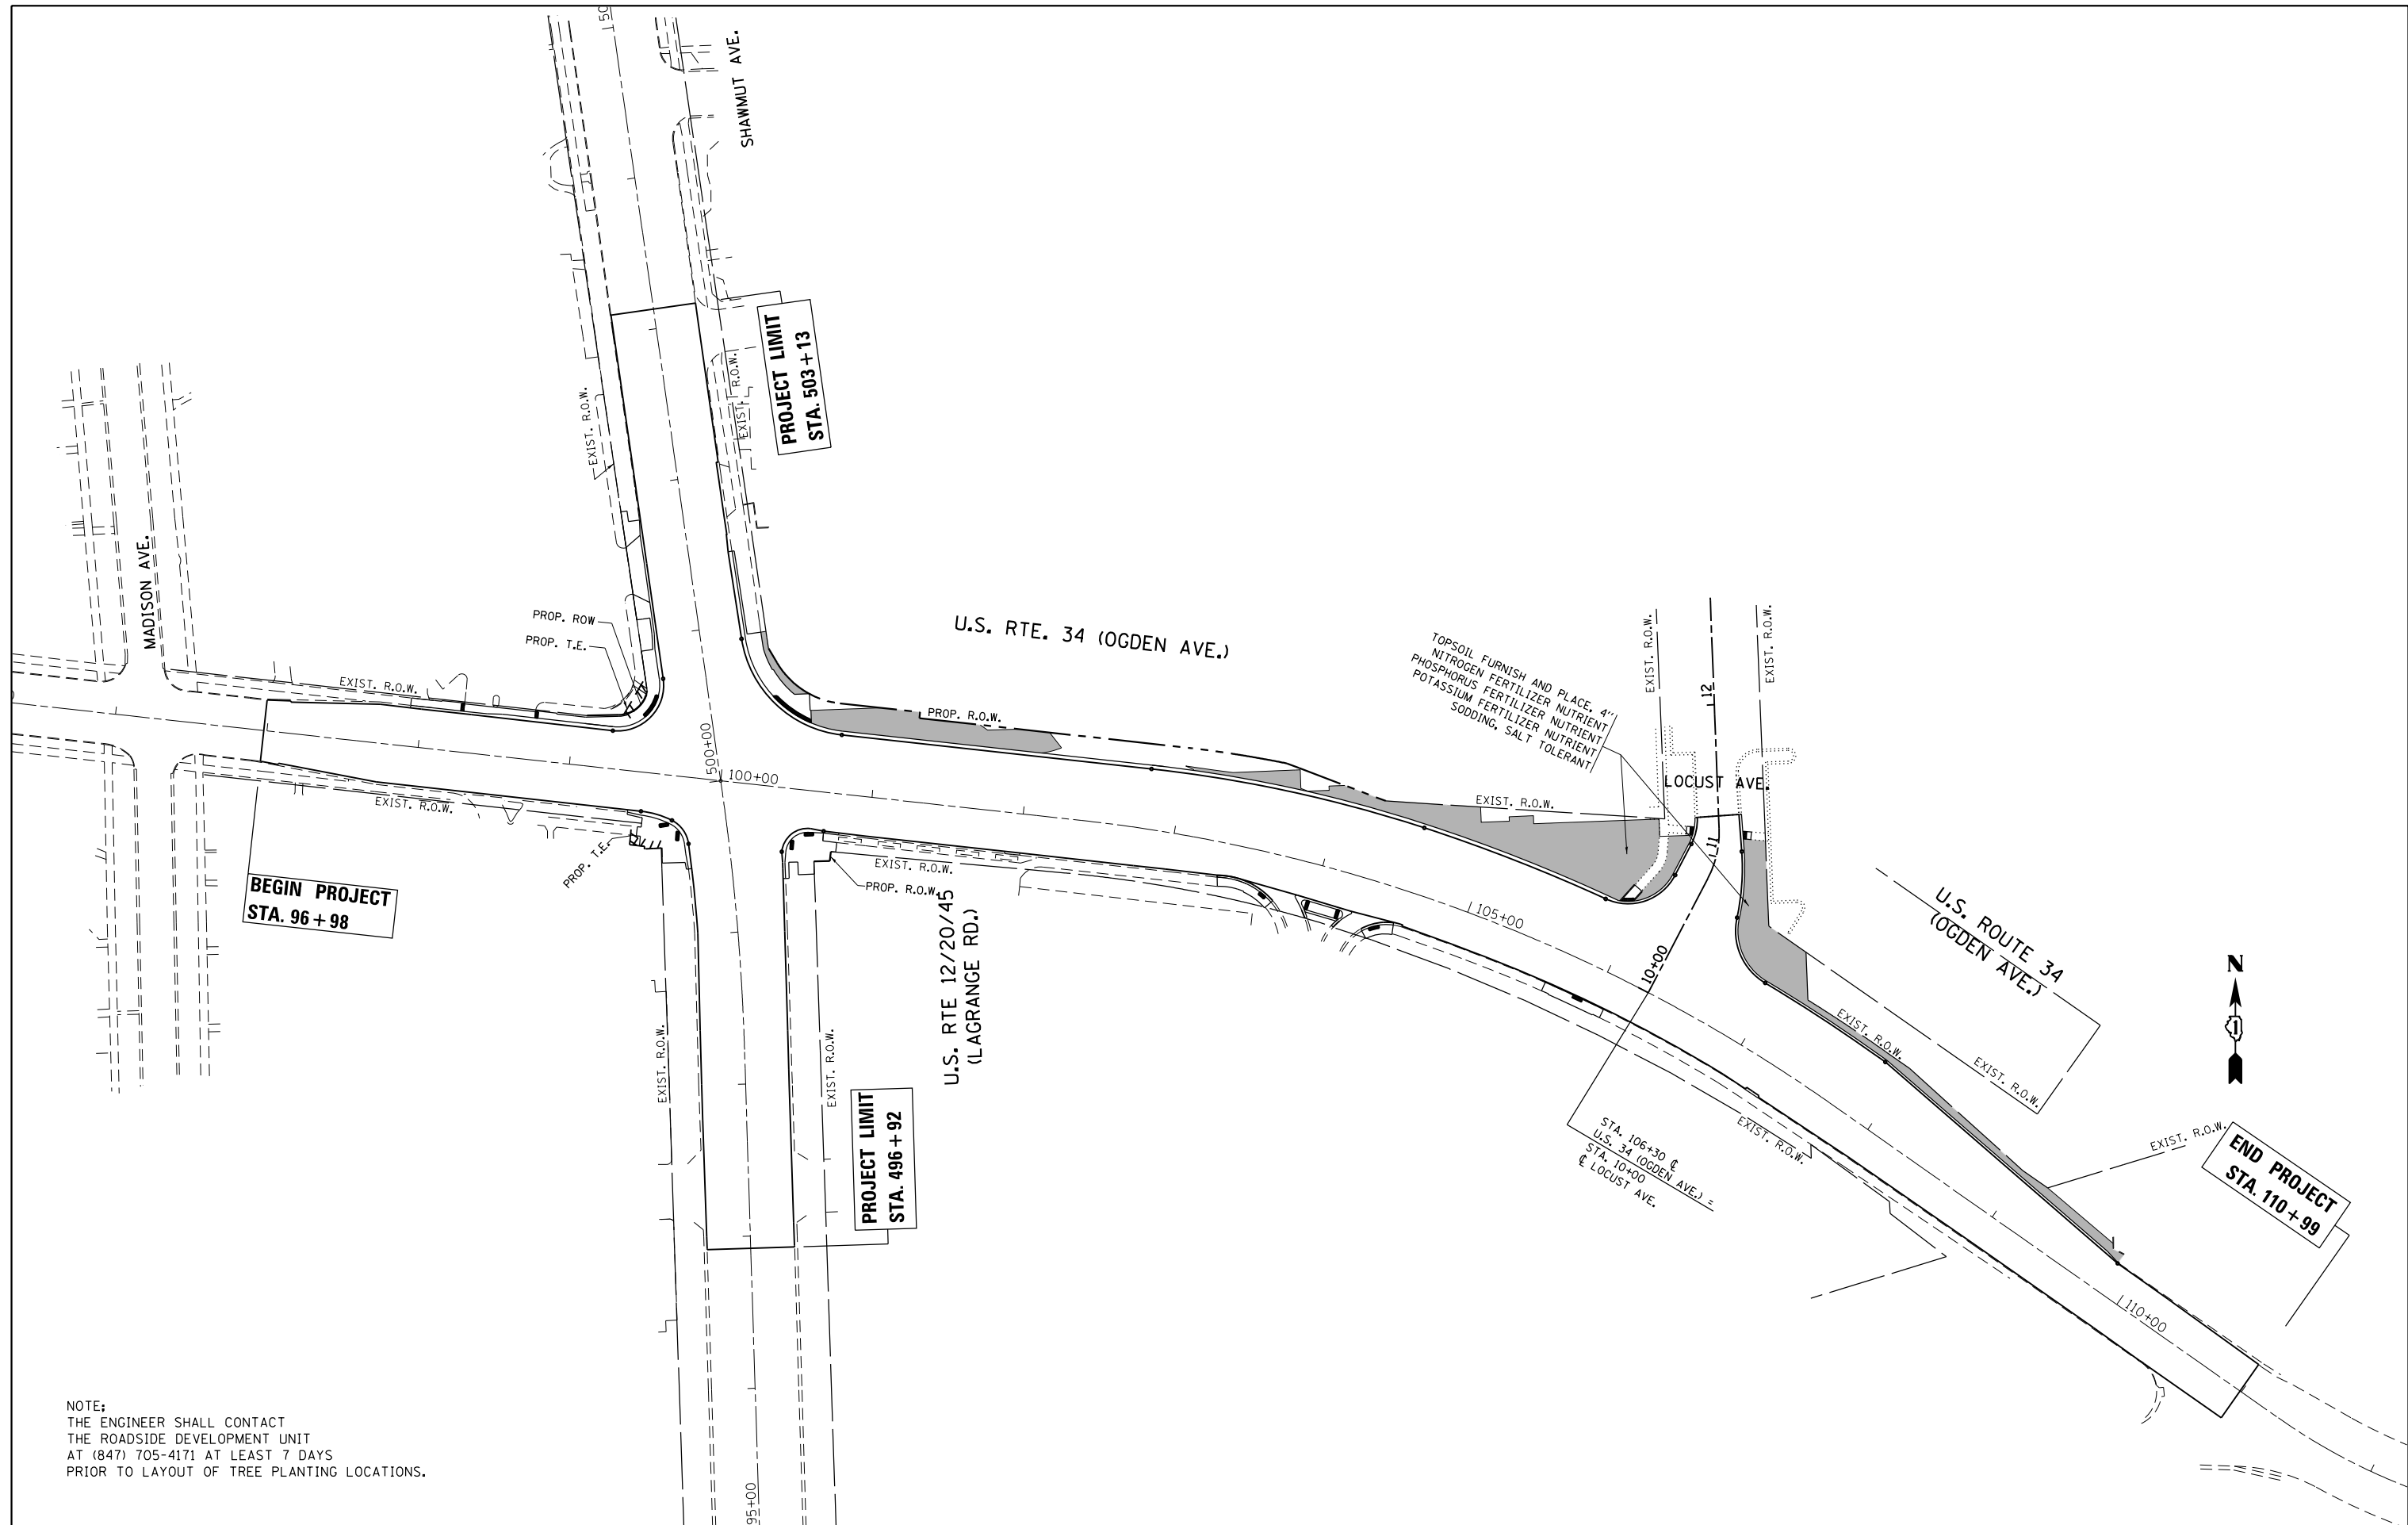 50
SHAWMUT AVE.
PROJECT LIMIT
STA. 503 + 13
EXIST. R.O.W.
EXIST. R.O.W.
MADISON AVE.
PROP. ROW
PROP. T.E.
EXIST. R.O.W.
U.S. RTE. 34 (OGDEN AVE.)
PROP. R.O.W.
TOPSOIL FURNISH AND PLACE, 4"
NITROGEN FERTILIZER NUTRIENT
PHOSPHORUS FERTILIZER NUTRIENT
POTASSIUM FERTILIZER NUTRIENT
SODDING, SALT TOLERANT
EXIST. R.O.W.
EXIST. R.O.W.
12
LOCUST AVE.
EXIST. R.O.W.
11
500+00
100+00
EXIST. R.O.W.
PROP. T.E.
EXIST. R.O.W.
PROP. R.O.W.
BEGIN PROJECT
STA. 96 + 98
U.S. RTE 12/20/45
(LAGRANGE RD.)
105+00
10+00
U.S. ROUTE 34
(OGDEN AVE.)
N
1
EXIST. R.O.W.
EXIST. R.O.W.
EXIST. R.O.W.
EXIST. R.O.W.
PROJECT LIMIT
STA. 496 + 92
STA. 106+30 ℄
U.S. 34 (OGDEN AVE.) =
STA. 10+00
℄ LOCUST AVE.
EXIST. R.O.W.
EXIST. R.O.W.
END PROJECT
STA. 110 + 99
110+00
95+00
NOTE:
THE ENGINEER SHALL CONTACT
THE ROADSIDE DEVELOPMENT UNIT
AT (847) 705-4171 AT LEAST 7 DAYS
PRIOR TO LAYOUT OF TREE PLANTING LOCATIONS.